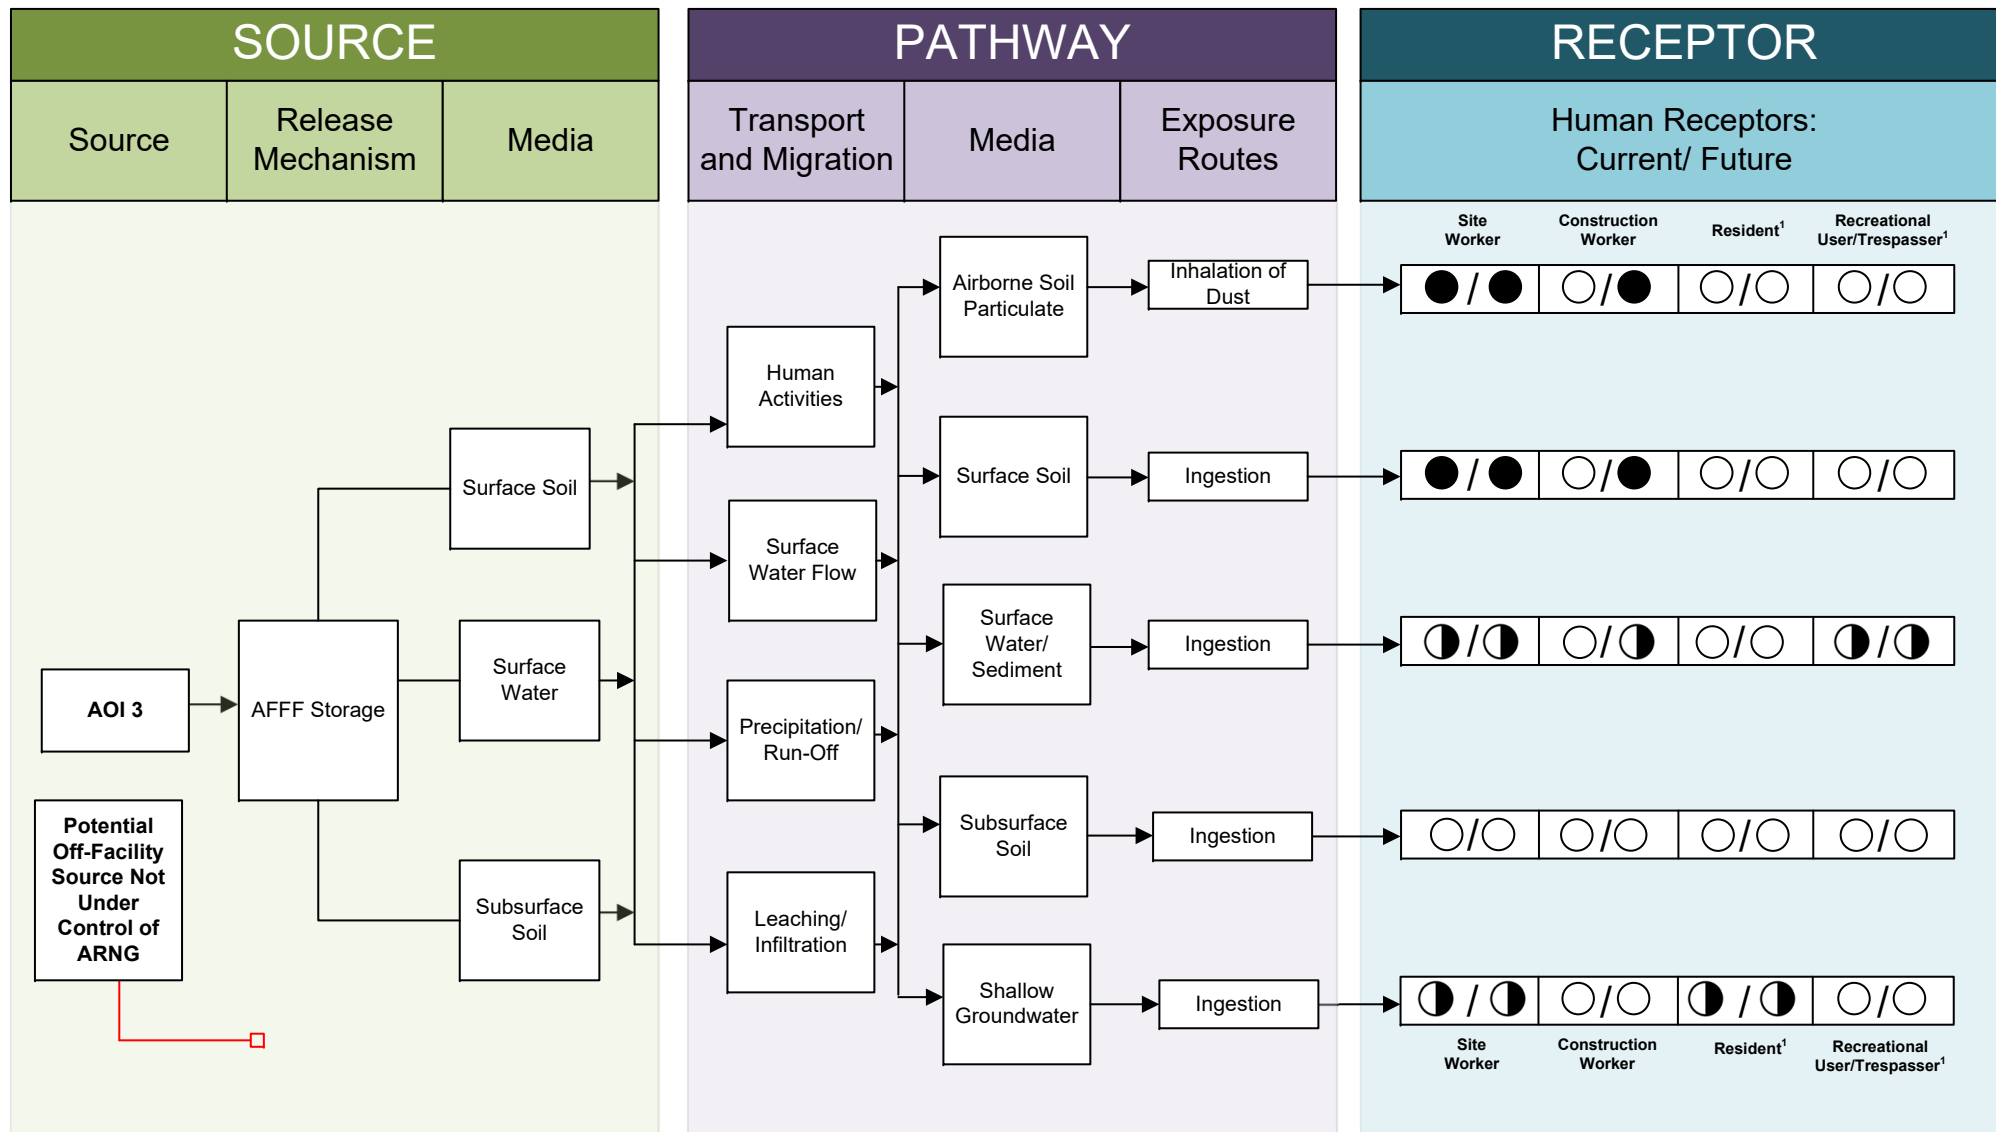 SOURCE
PATHWAY
RECEPTOR
Source
Release
Mechanism
Media
Transport
and Migration
Media
Exposure
Routes
Human Receptors:
Current/ Future
Site
Worker
Construction
Worker
Resident¹
Recreational
User/Trespasser¹
AOI 3
Potential
Off-Facility
Source Not
Under
Control of
ARNG
AFFF Storage
Surface Soil
Surface
Water
Subsurface
Soil
Human
Activities
Surface
Water Flow
Precipitation/
Run-Off
Leaching/
Infiltration
Airborne Soil
Particulate
Inhalation of
Dust
/
/
/
/
Surface Soil
Ingestion
/
/
/
/
Surface
Water/
Sediment
Ingestion
/
/
/
/
Subsurface
Soil
Ingestion
/
/
/
/
Shallow
Groundwater
Ingestion
/
/
/
/
Site
Worker
Construction
Worker
Resident¹
Recreational
User/Trespasser¹